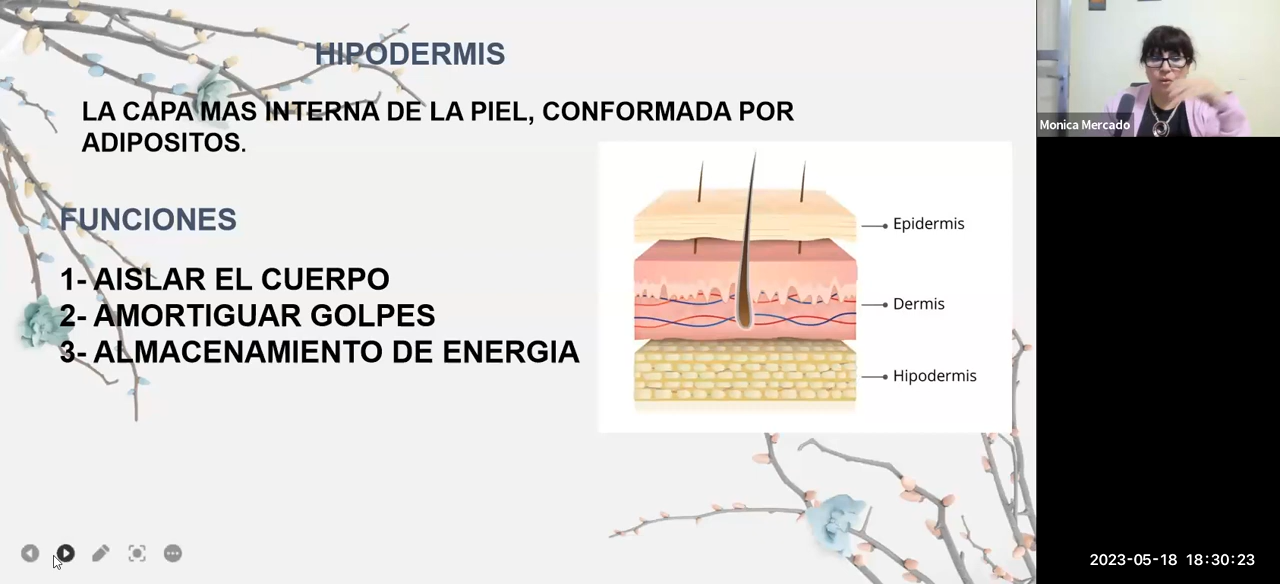 HIPODERMIS
LA CAPA MAS INTERNA DE LA PIEL, CONFORMADA POR
ADIPOSITOS.
FUNCIONES
1- AISLAR EL CUERPO
2- AMORTIGUAR GOLPES
3- ALMACENAMIENTO DE ENERGIA
Epidermis
Dermis
Hipodermis
Monica Mercado
2023-05-18 18:30:23